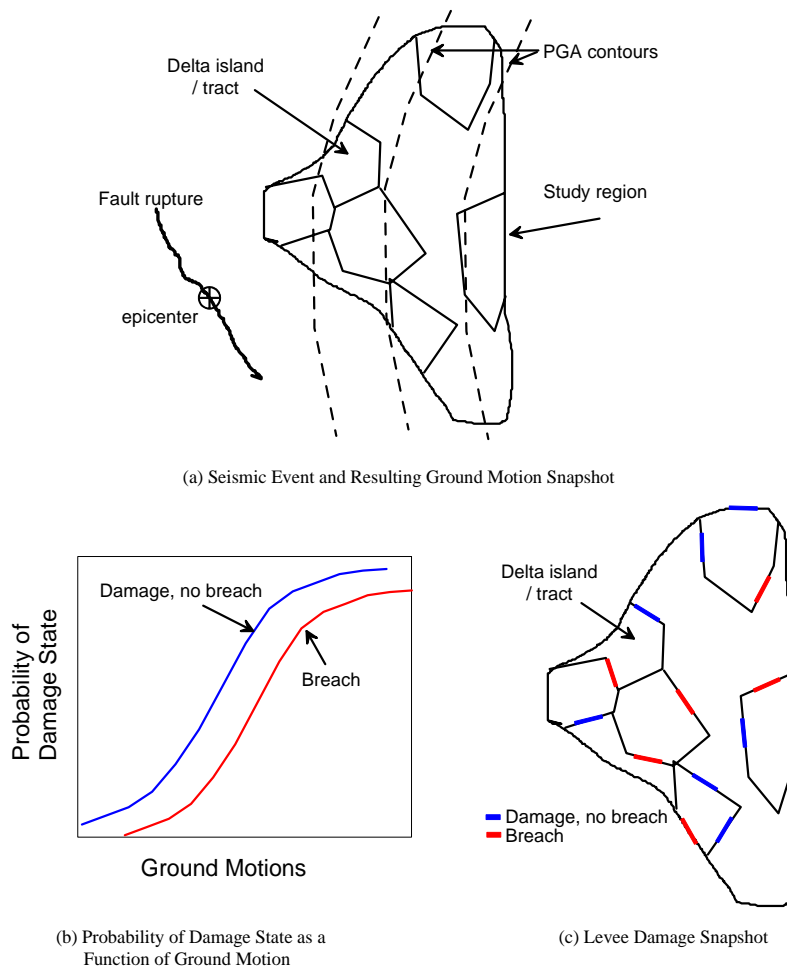 PGA contours
Delta island
/ tract
Fault rupture
Study region
epicenter
(a) Seismic Event and Resulting Ground Motion Snapshot
Probability of
Damage State
Damage, no breach
Breach
Ground Motions
(b) Probability of Damage State as a
Function of Ground Motion
Delta island
/ tract
Damage, no breach
Breach
(c) Levee Damage Snapshot